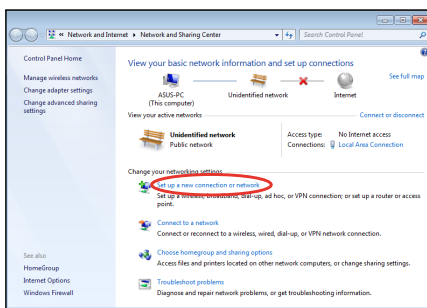 Network and Internet ▸ Network and Sharing Center
Search Control Panel
Control Panel Home
Manage wireless networks
Change adapter settings
Change advanced sharing
settings
See also
HomeGroup
Internet Options
Windows Firewall
View your basic network information and set up connections
See full map
ASUS-PC
(This computer)
Unidentified network
Internet
View your active networks
Connect or disconnect
Unidentified network
Public network
Access type: No Internet access
Connections: Local Area Connection
Change your networking settings
Set up a new connection or network
Set up a wireless, broadband, dial-up, ad hoc, or VPN connection; or set up a router or access
point.
Connect to a network
Connect or reconnect to a wireless, wired, dial-up, or VPN network connection.
Choose homegroup and sharing options
Access files and printers located on other network computers, or change sharing settings.
Troubleshoot problems
Diagnose and repair network problems, or get troubleshooting information.